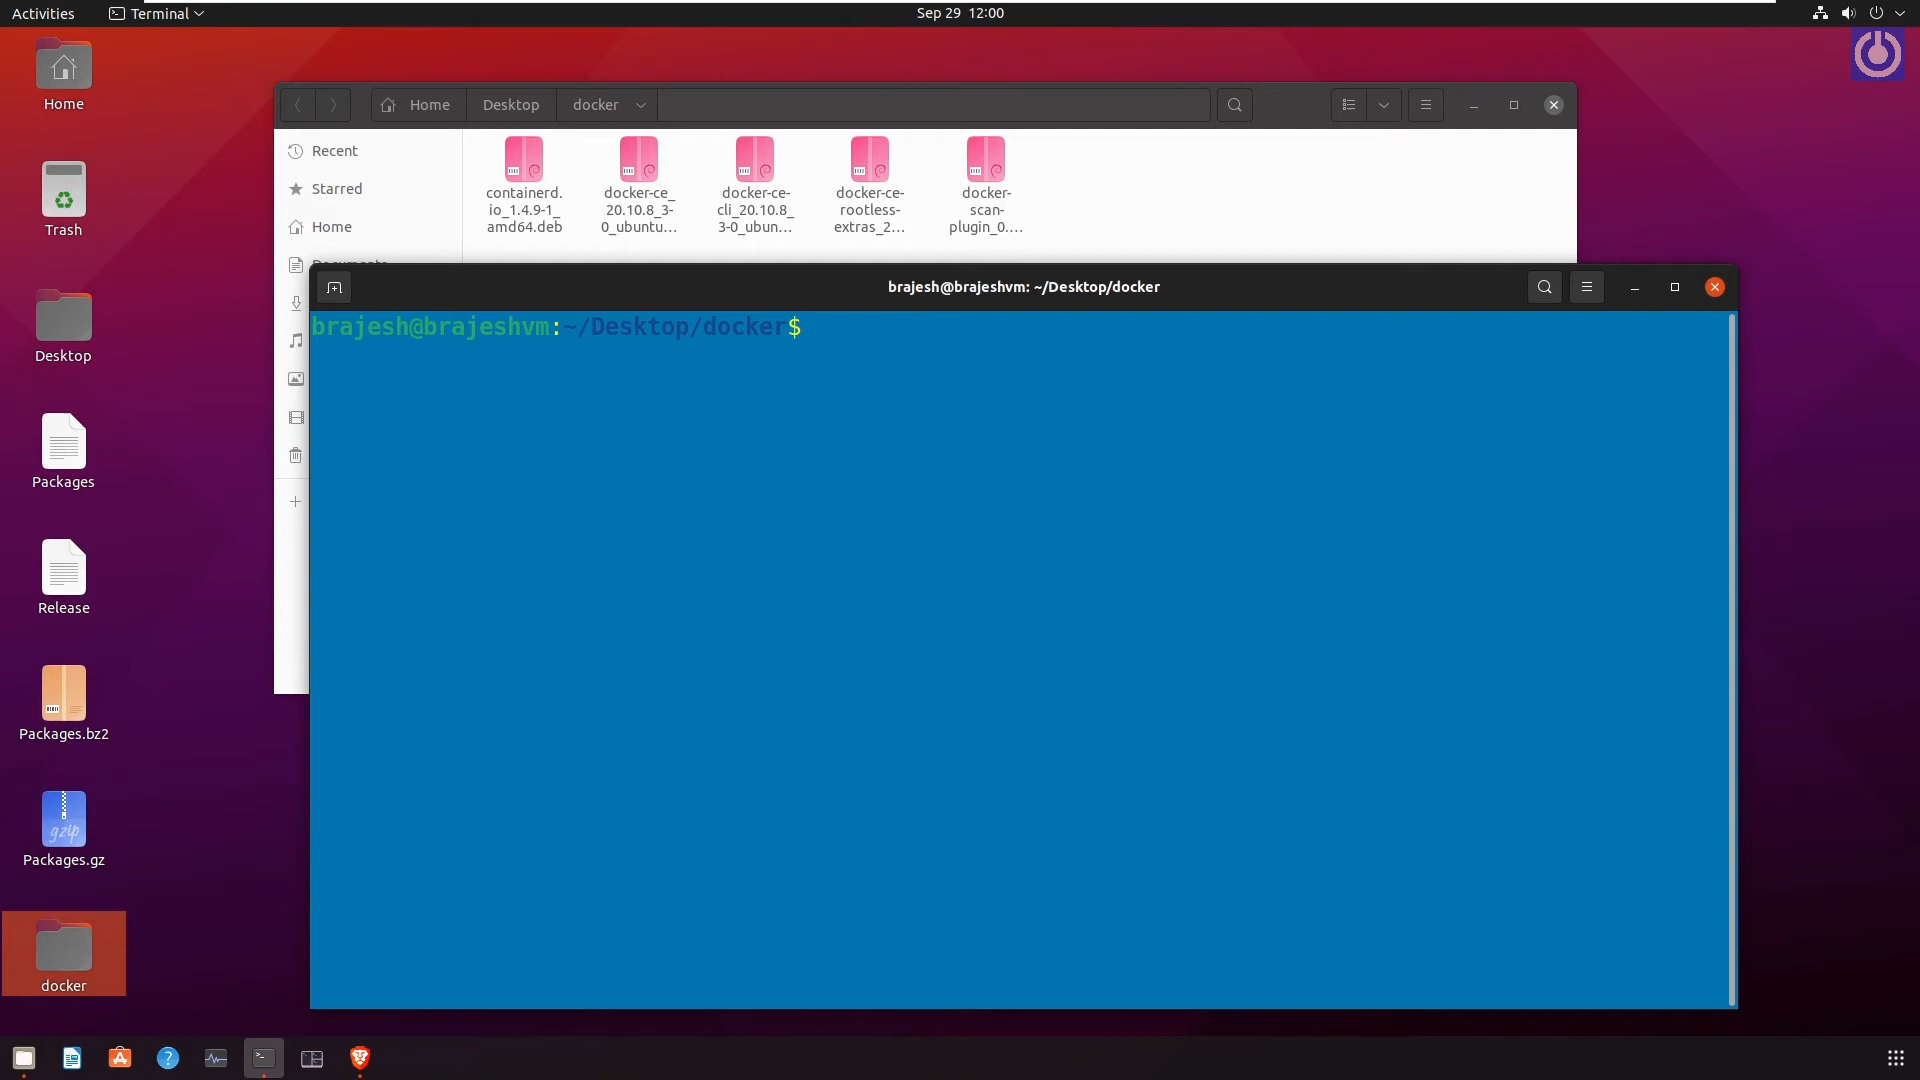 Activities
Terminal
Sep 29 12:00
Home
Trash
Desktop
Packages
Release
Packages.bz2
gzip
Packages.gz
docker
Home
Desktop
docker
Recent
Starred
Home
Documents
containerd.
io_1.4.9-1_
amd64.deb
docker-ce_
20.10.8_3-
0_ubuntu...
docker-ce-
cli_20.10.8_
3-0_ubun...
docker-ce-
rootless-
extras_2...
docker-
scan-
plugin_0....
brajesh@brajeshvm: ~/Desktop/docker
brajesh@brajeshvm:~/Desktop/docker$